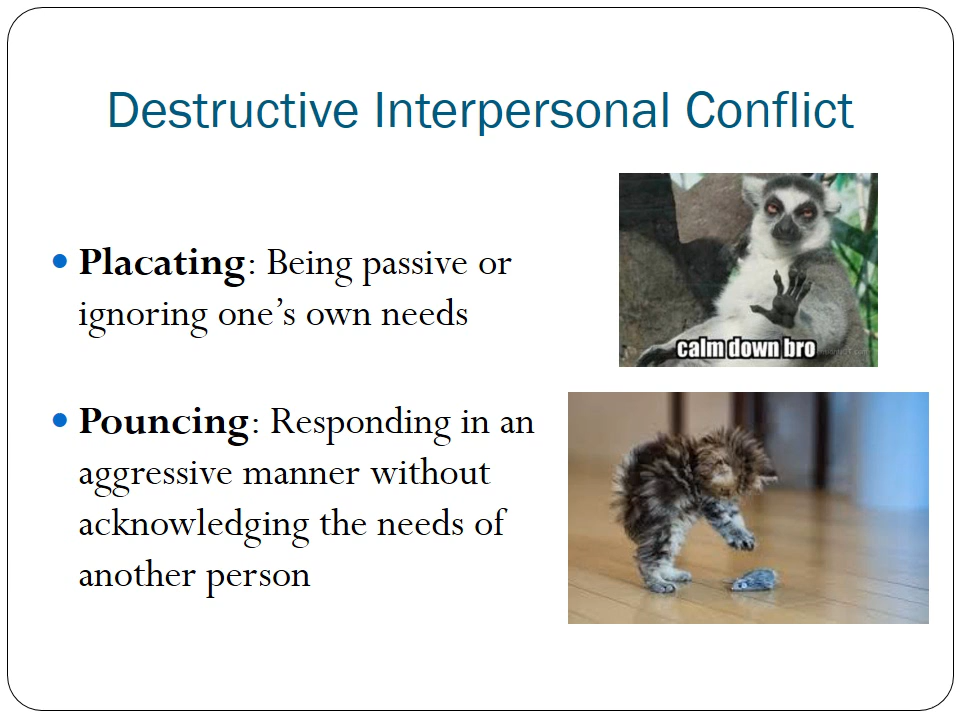 Destructive Interpersonal Conflict
calm down bro
• Placating: Being passive or
ignoring one’s own needs
• Pouncing: Responding in an
aggressive manner without
acknowledging the needs of
another person